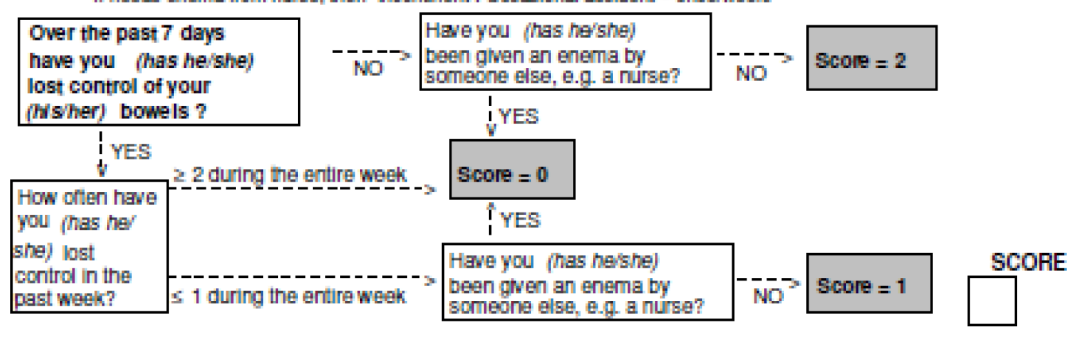 Over the past 7 days
have you (has he/she)
lost control of your
(his/her) bowels ?
NO
Have you (has he/she)
been given an enema by
someone else, e.g. a nurse?
NO
Score = 2
YES
YES
≥ 2 during the entire week
Score = 0
How often have
you (has he/
she) lost
control in the
past week?
YES
≤ 1 during the entire week
Have you (has he/she)
been given an enema by
someone else, e.g. a nurse?
NO
Score = 1
SCORE